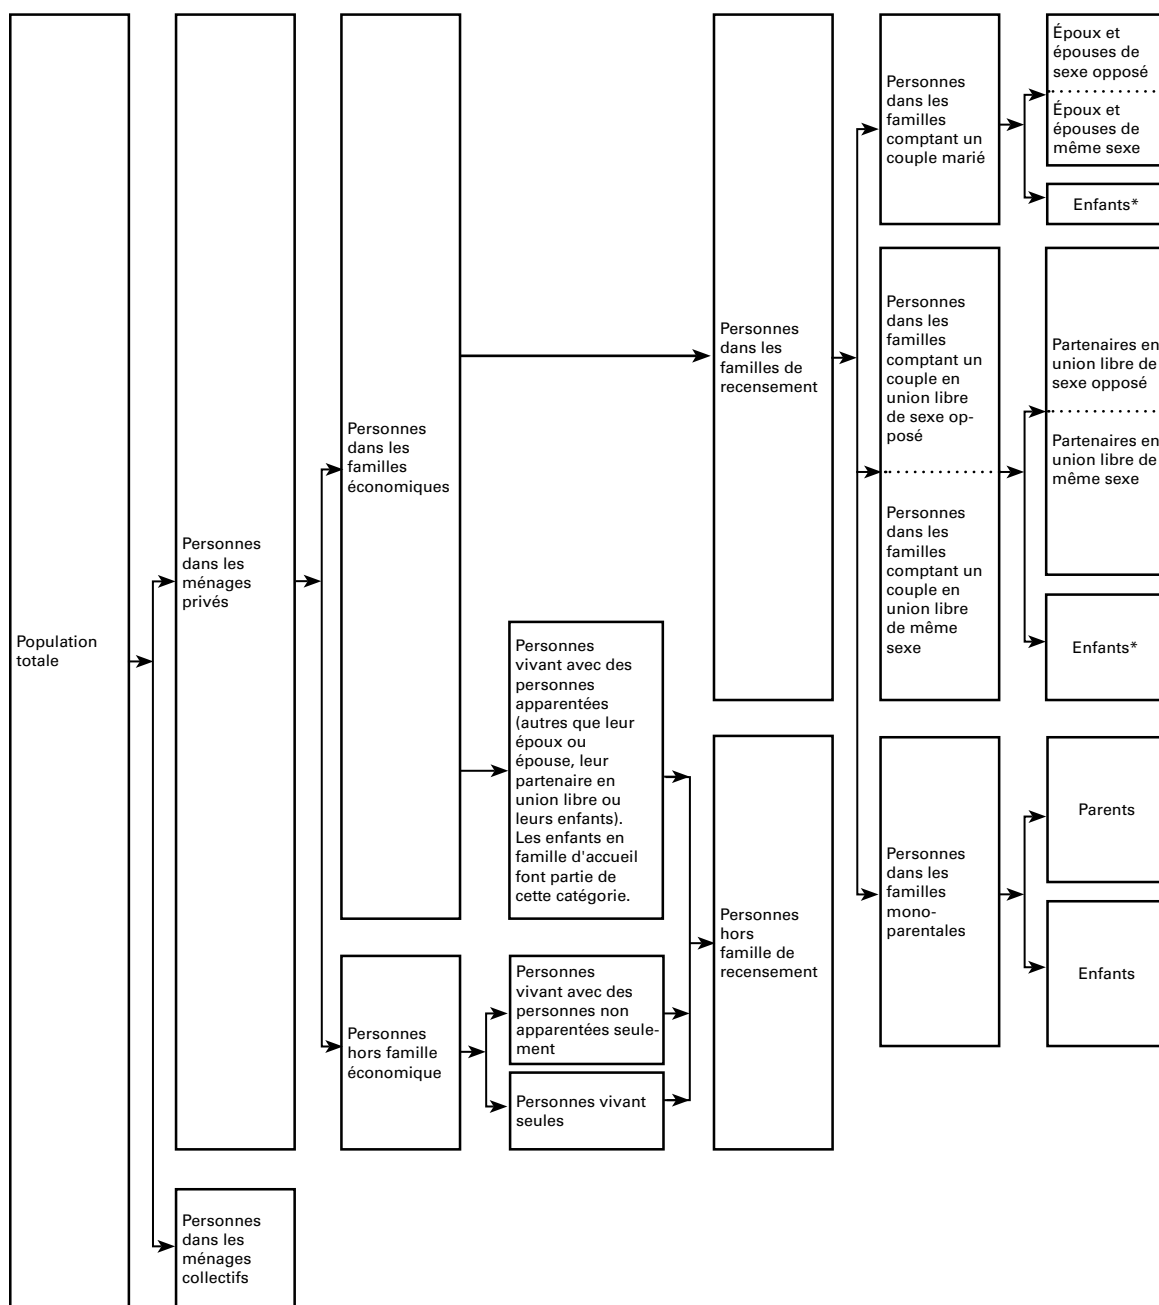 Population
totale
Personnes
dans les
ménages
privés
Personnes
dans les
ménages
collectifs
Personnes
dans les
familles
économiques
Personnes
hors famille
économique
Personnes
vivant avec des
personnes
apparentées
(autres que leur
époux ou
épouse, leur
partenaire en
union libre ou
leurs enfants).
Les enfants en
famille d'accueil
font partie de
cette catégorie.
Personnes
vivant avec des
personnes non
apparentées seule-
ment
Personnes vivant
seules
Personnes
dans les
familles de
recensement
Personnes
hors
famille de
recensement
Personnes
dans les
familles
comptant un
couple marié
Personnes
dans les
familles
comptant un
couple en
union libre
de sexe op-
posé
Personnes
dans les
familles
comptant un
couple en
union libre
de même
sexe
Personnes
dans les
familles
mono-
parentales
Époux et
épouses de
sexe opposé
Époux et
épouses de
même sexe
Enfants*
Partenaires en
union libre de
sexe opposé
Partenaires en
union libre de
même sexe
Enfants*
Parents
Enfants